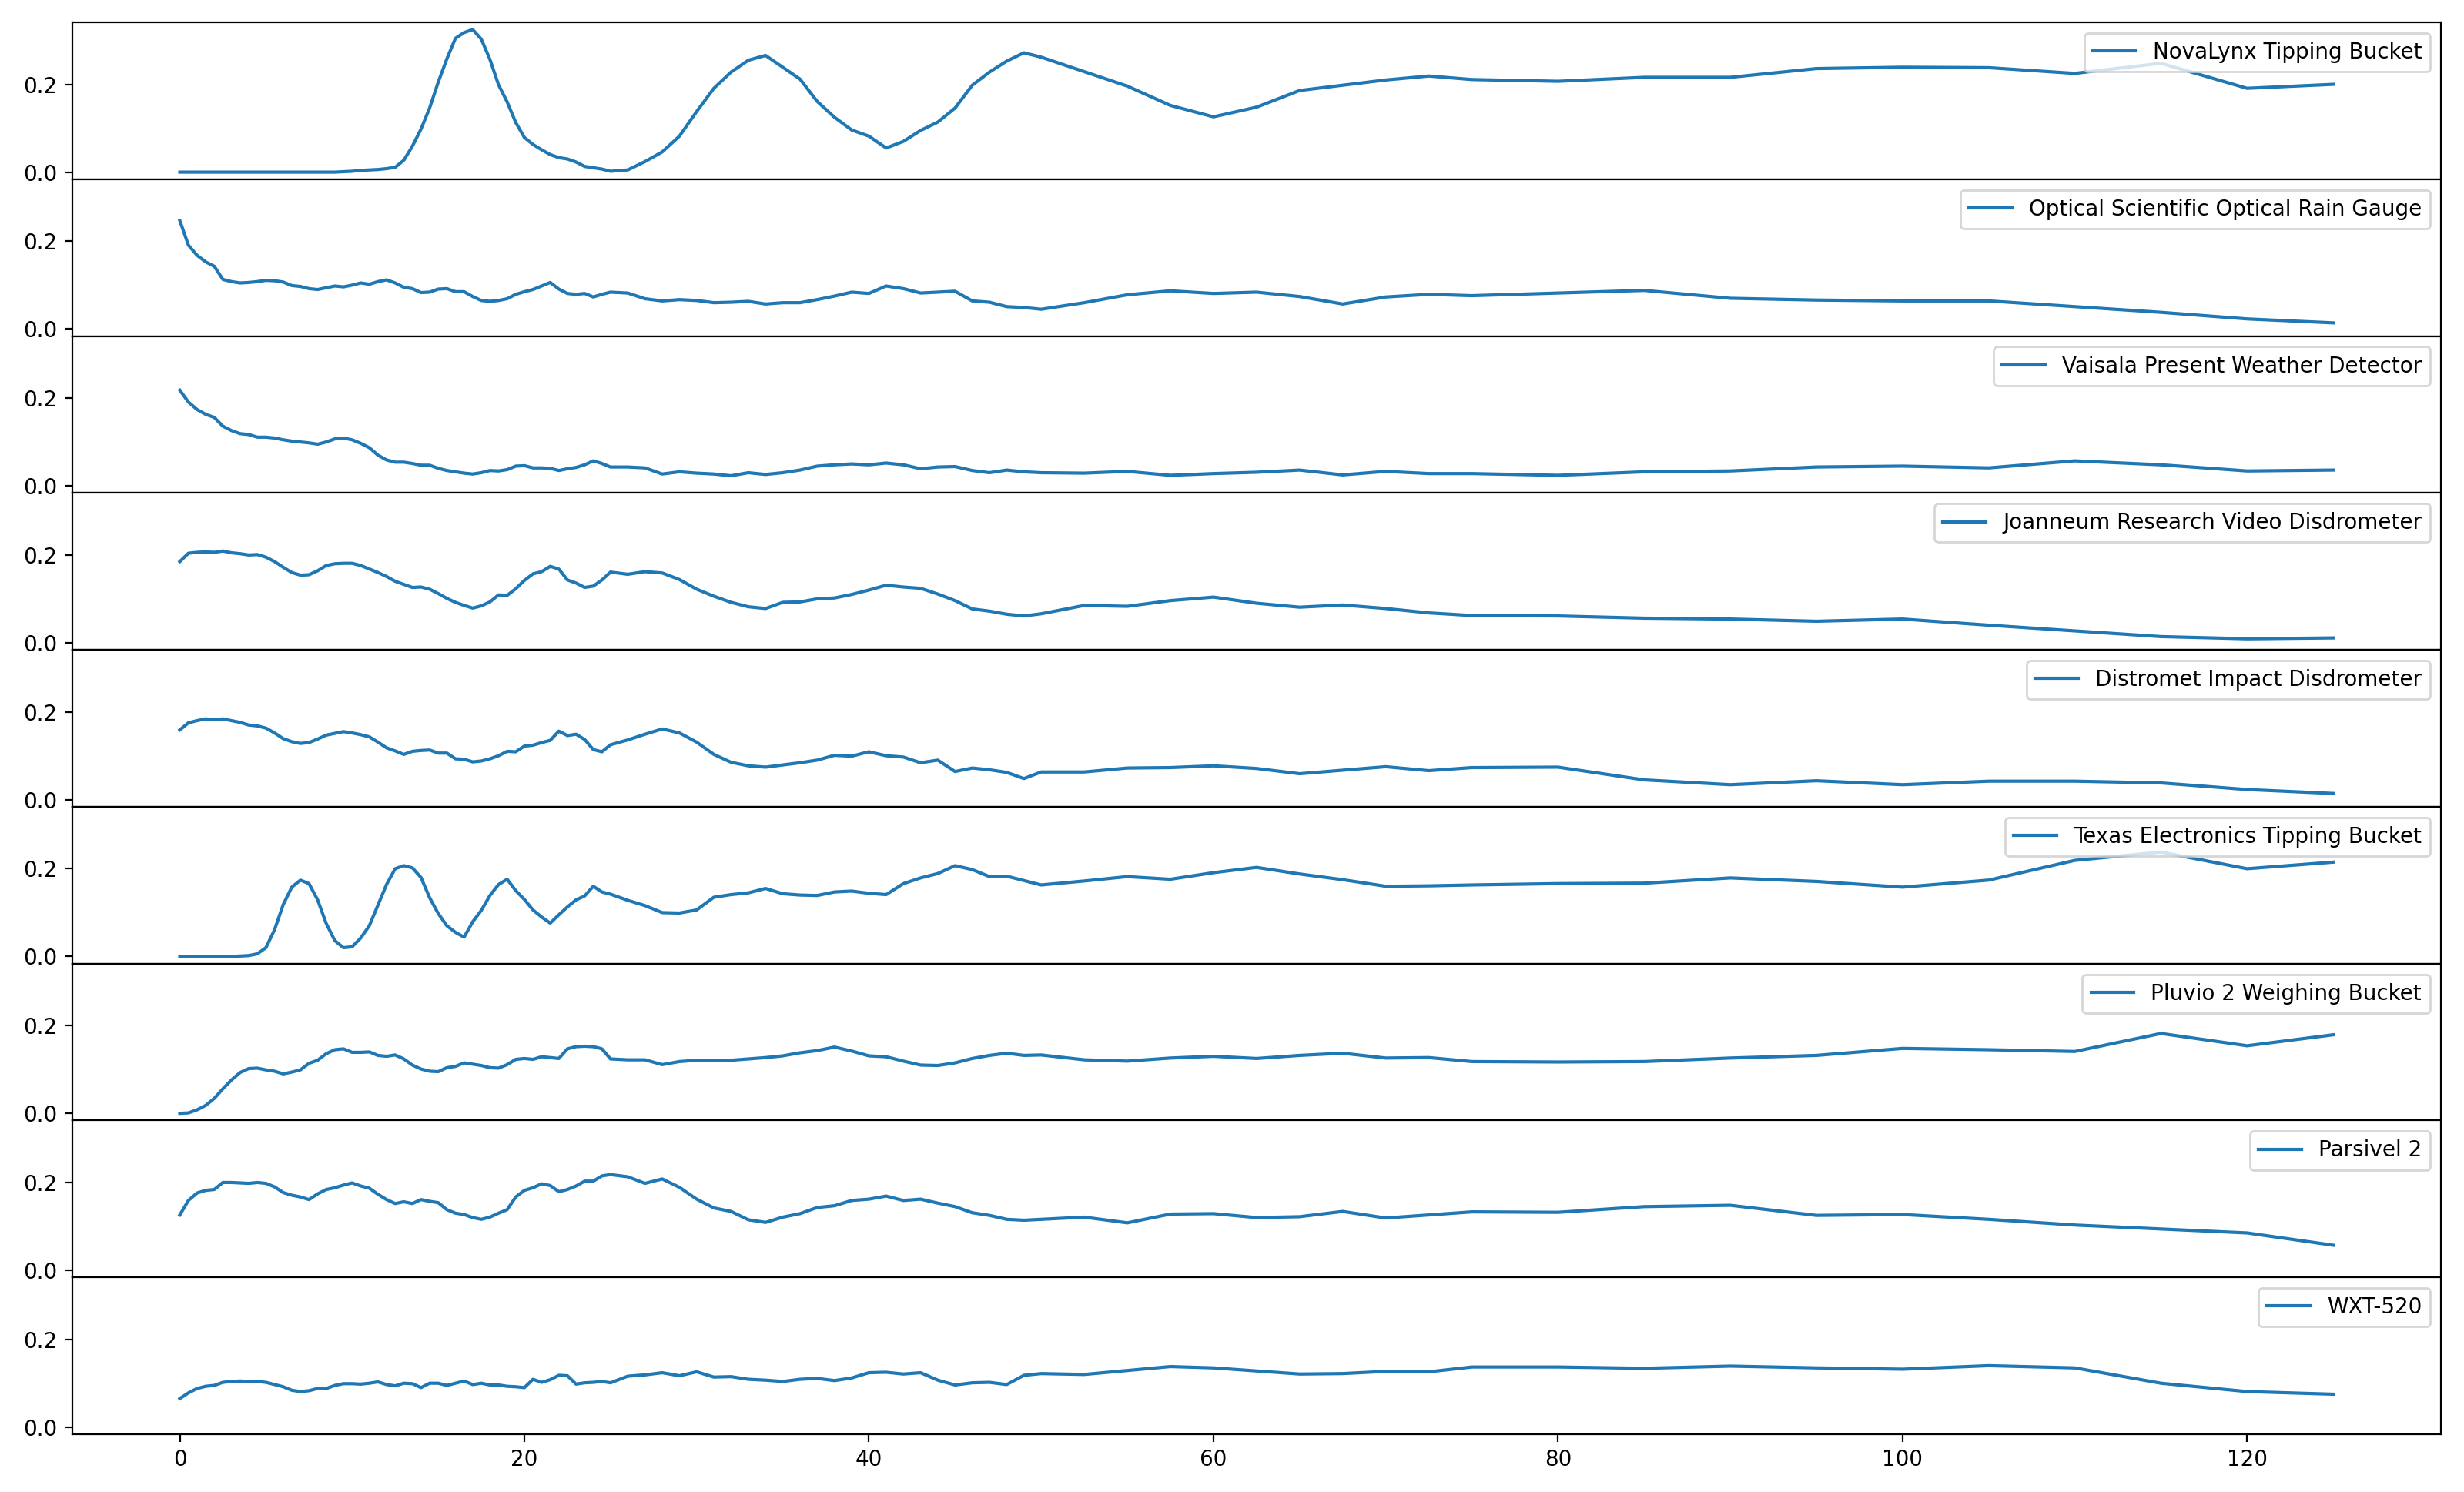 NovaLynx Tipping Bucket
0.2
0.0
Optical Scientific Optical Rain Gauge
0.2
0.0
Vaisala Present Weather Detector
0.2
0.0
Joanneum Research Video Disdrometer
0.2
0.0
Distromet Impact Disdrometer
0.2
0.0
Texas Electronics Tipping Bucket
0.2
0.0
Pluvio 2 Weighing Bucket
0.2
0.0
Parsivel 2
0.2
0.0
WXT-520
0.2
0.0
0 20 40 60 80 100 120